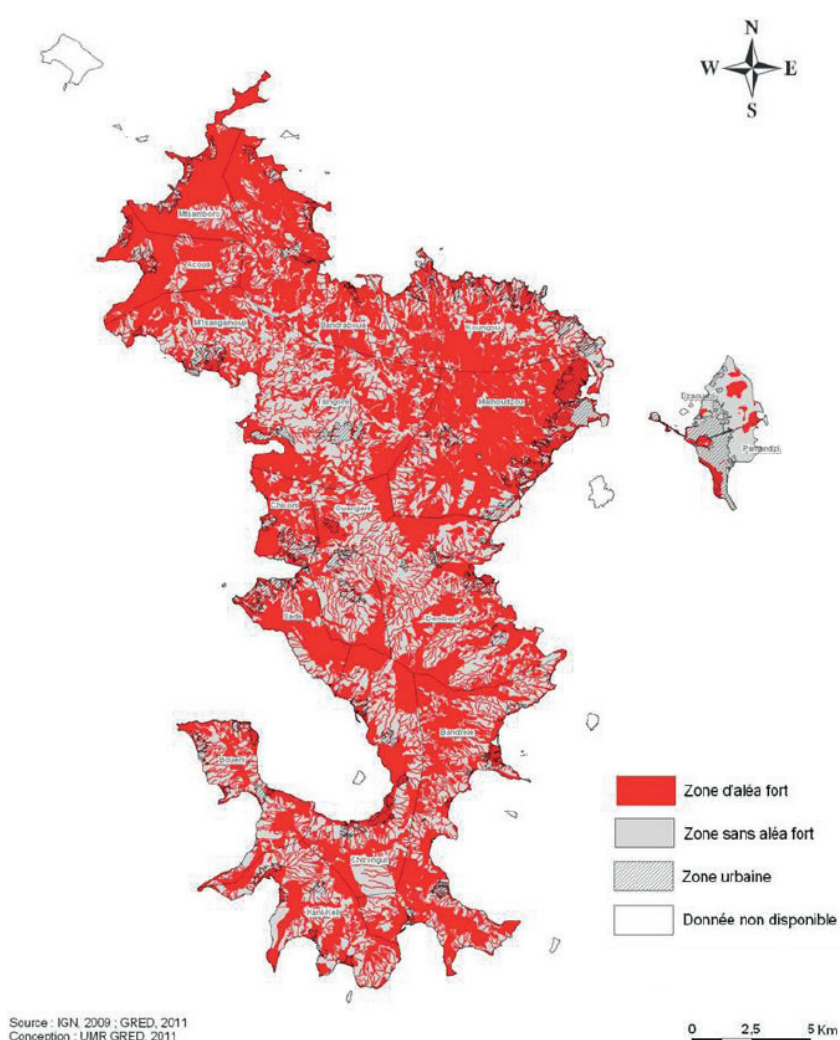 N
W E
S
Mtsamboro
Acoua
M'tsangamouji
Bandraboua
Koungou
Tsingoni
Mamoudzou
Dzaoudzi
Pamandzi
Chiconi
Ouangani
Sada
Dembeni
Bandrele
Boueni
Chirongui
Kani-Keli
Zone d'aléa fort
Zone sans aléa fort
Zone urbaine
Donnée non disponible
Source : IGN, 2009 ; GRED, 2011
Conception : UMR GRED, 2011
0 2,5 5 Km